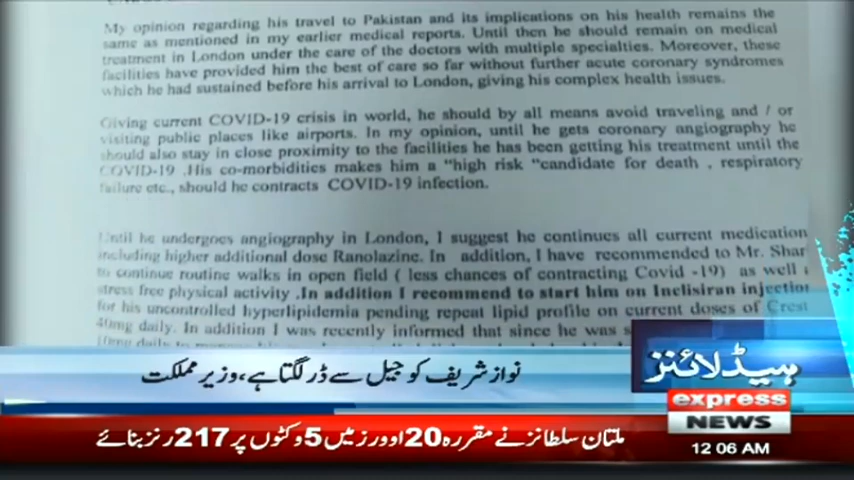 My opinion regarding his travel to Pakistan and its implications on his health remains the
same as mentioned in my earlier medical reports. Until then he should remain on medical
treatment in London under the care of the doctors with multiple specialties. Moreover, these
facilities have provided him the best of care so far without further acute coronary syndromes
which he had sustained before his arrival to London, giving his complex health issues.
Giving current COVID-19 crisis in world, he should by all means avoid traveling and / or
visiting public places like airports. In my opinion, until he gets coronary angiography he
should also stay in close proximity to the facilities he has been getting his treatment until the
COVID-19 .His co-morbidities makes him a "high risk "candidate for death , respiratory
failure etc., should he contracts COVID-19 infection.
Until he undergoes angiography in London, I suggest he continues all current medication
including higher additional dose Ranolazine. In addition, I have recommended to Mr. Shar
to continue routine walks in open field ( less chances of contracting Covid -19) as well
stress free physical activity .In addition I recommend to start him on Inclisiran injection
for his uncontrolled hyperlipidemia pending repeat lipid profile on current doses of Crest
40mg daily. In addition I was recently informed that since he was
10mg daily
نواز شریف کو جیل سے ڈر لگتا ہے، وزیر مملکت
ہیڈلائنز
express
NEWS
ملتان سلطانز نے مقررہ 20 اوورز میں 5 وکٹوں پر 217 رنز بنائے
12:06 AM